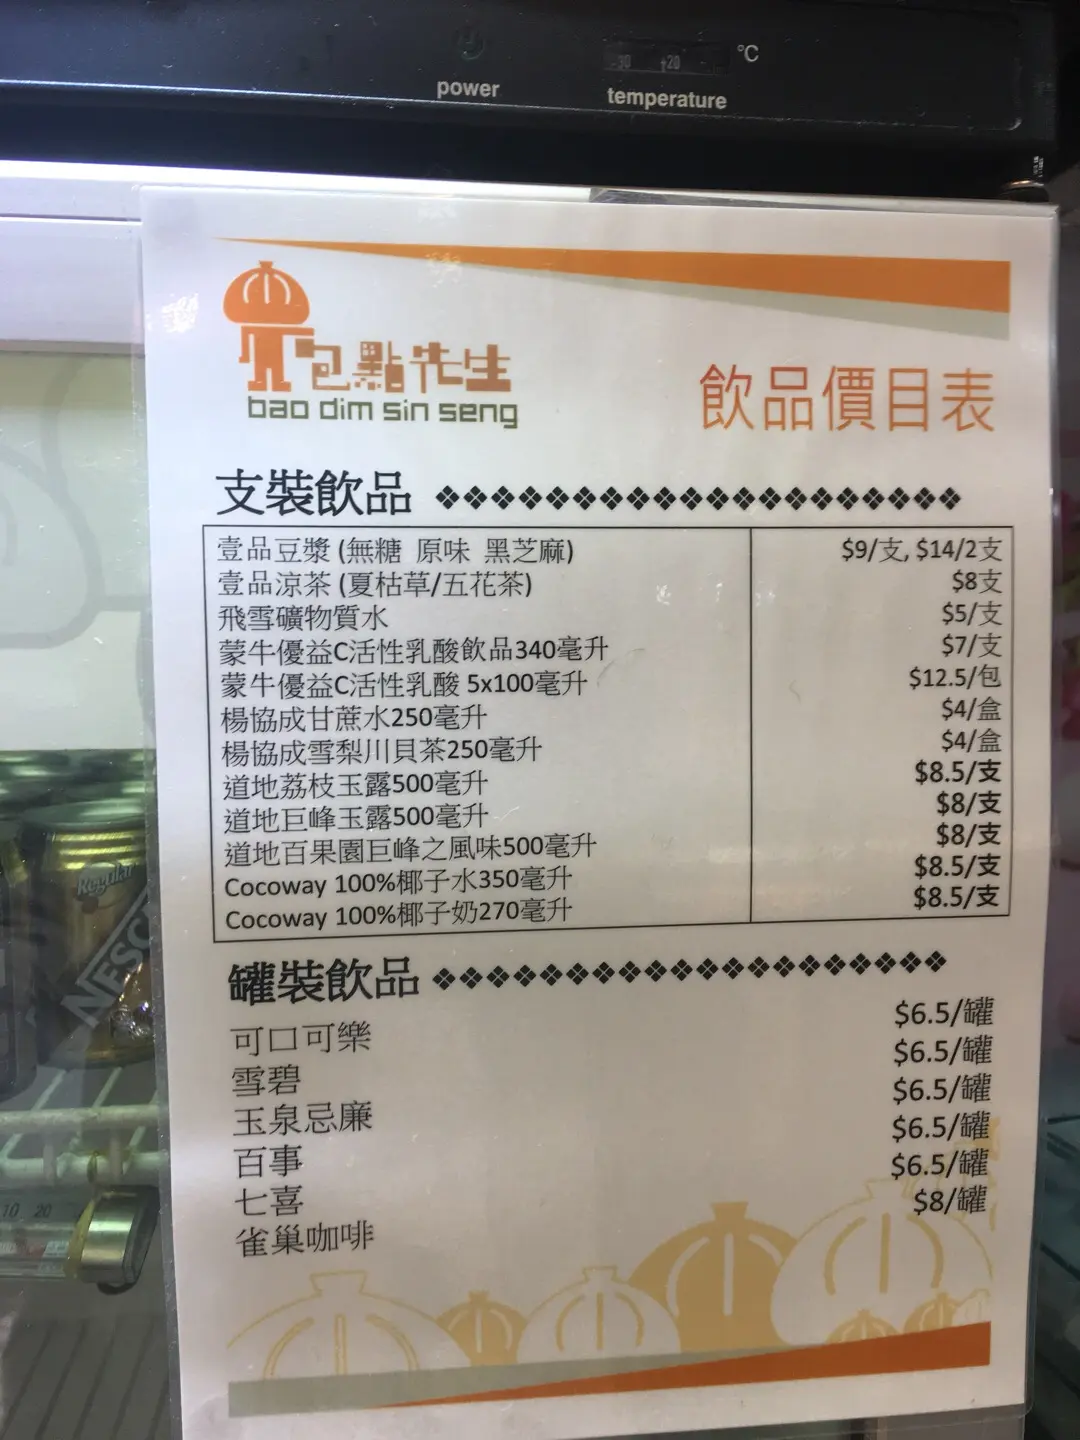 power
temperature
℃
-30 +20
包點先生
bao dim sin seng
飲品價目表
支裝飲品
壹品豆漿 (無糖 原味 黑芝麻) $9/支, $14/2支
壹品涼茶 (夏枯草/五花茶) $8支
飛雪礦物質水 $5/支
蒙牛優益C活性乳酸飲品340毫升 $7/支
蒙牛優益C活性乳酸 5x100毫升 $12.5/包
楊協成甘蔗水250毫升 $4/盒
楊協成雪梨川貝茶250毫升 $4/盒
道地荔枝玉露500毫升 $8.5/支
道地巨峰玉露500毫升 $8/支
道地百果園巨峰之風味500毫升 $8/支
Cocoway 100%椰子水350毫升 $8.5/支
Cocoway 100%椰子奶270毫升 $8.5/支
罐裝飲品
可口可樂 $6.5/罐
雪碧 $6.5/罐
玉泉忌廉 $6.5/罐
百事 $6.5/罐
七喜 $6.5/罐
雀巢咖啡 $8/罐
Regular
NESC
10 20